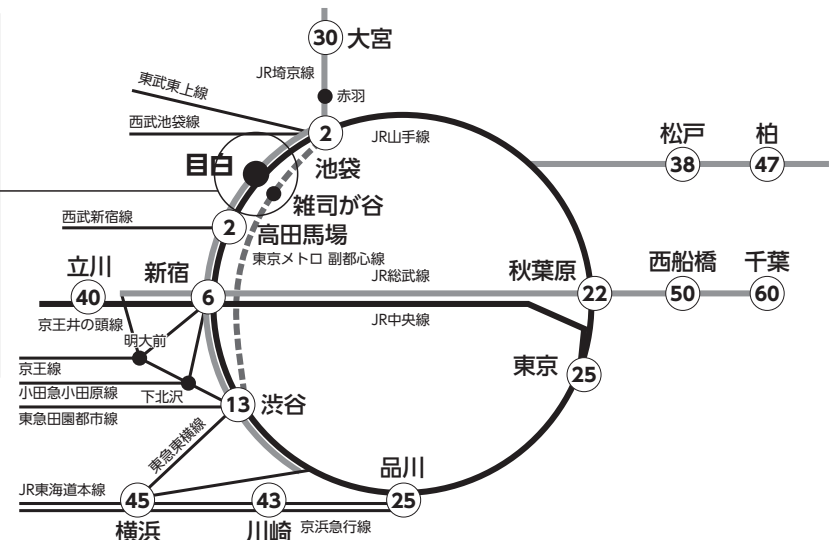 30 大宮
JR埼京線
東武東上線
赤羽
西武池袋線
2
JR山手線
池袋
目白
松戸
38
柏
47
雑司が谷
西武新宿線
2
高田馬場
東京メトロ 副都心線
立川
40
新宿
6
JR総武線
秋葉原
22
西船橋
50
千葉
60
京王井の頭線
JR中央線
明大前
京王線
東京
25
小田急小田原線
下北沢
13 渋谷
東急田園都市線
東急東横線
品川
25
JR東海道本線
45
横浜
43
川崎
京浜急行線